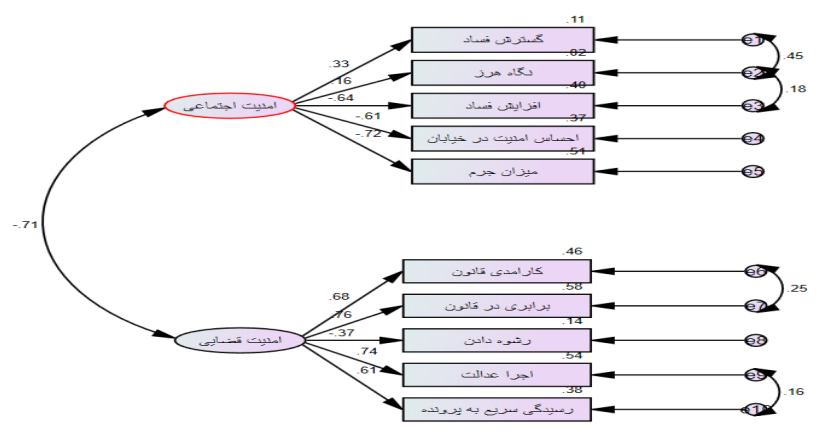 .11
گسترش فساد
e1
.45
.33
.02
نگاه هرز
e2
.16
.18
.40
امنیت اجتماعی
-.64
افزایش فساد
e3
-.61
.37
احساس امنیت در خیابان
e4
-.72
.51
میزان جرم
e5
-.71
.46
کارامدی قانون
e6
.68
.25
.58
برابری در قانون
e7
.76
.14
امنیت قضایی
-.37
رشوه دادن
e8
.74
.54
اجرا عدالت
e9
.61
.16
.38
رسیدگی سریع به پرونده
e10